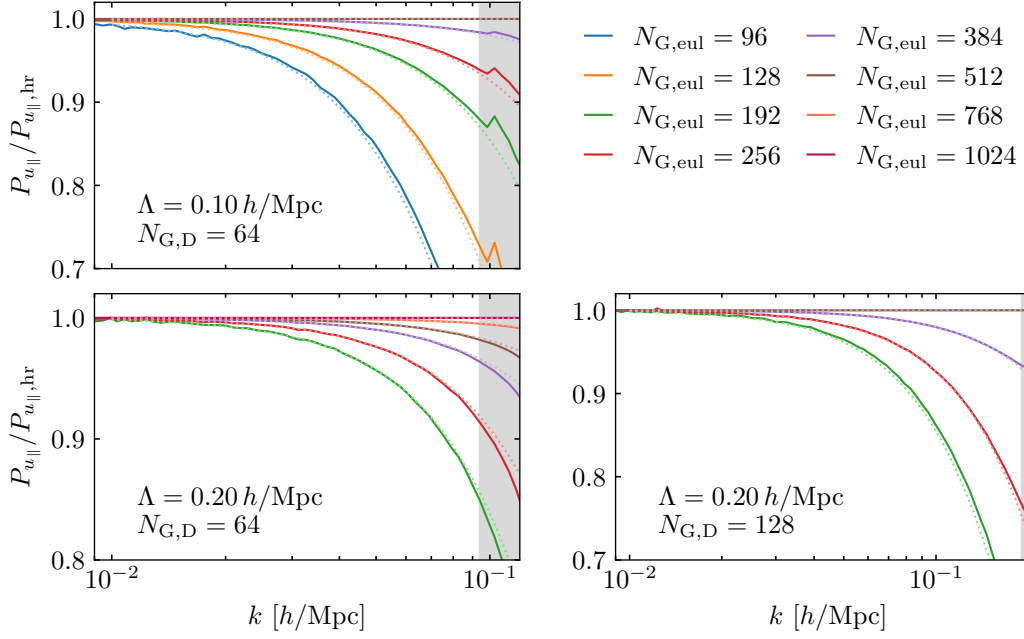 1.0
0.9
0.8
0.7
P_{u_∥}/P_{u_∥,hr}
Λ = 0.10 h/Mpc
N_{G,D} = 64
N_{G,eul} = 96
N_{G,eul} = 128
N_{G,eul} = 192
N_{G,eul} = 256
N_{G,eul} = 384
N_{G,eul} = 512
N_{G,eul} = 768
N_{G,eul} = 1024
1.0
0.9
0.8
P_{u_∥}/P_{u_∥,hr}
Λ = 0.20 h/Mpc
N_{G,D} = 64
10^{-2}
10^{-1}
k [h/Mpc]
1.0
0.9
0.8
0.7
Λ = 0.20 h/Mpc
N_{G,D} = 128
10^{-2}
10^{-1}
k [h/Mpc]